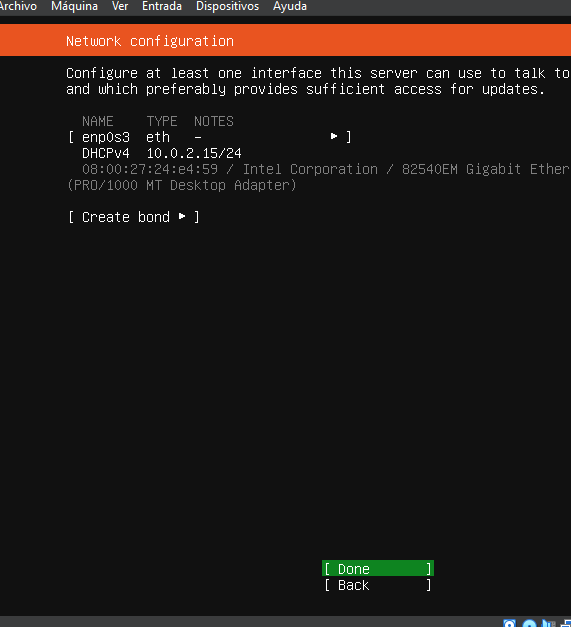 Archivo Máquina Ver Entrada Dispositivos Ayuda
Network configuration
Configure at least one interface this server can use to talk to
and which preferably provides sufficient access for updates.
NAME TYPE NOTES
[ enp0s3 eth – ▸ ]
DHCPv4 10.0.2.15/24
08:00:27:24:e4:59 / Intel Corporation / 82540EM Gigabit Ether
(PRO/1000 MT Desktop Adapter)
[ Create bond ▸ ]
[ Done ]
[ Back ]